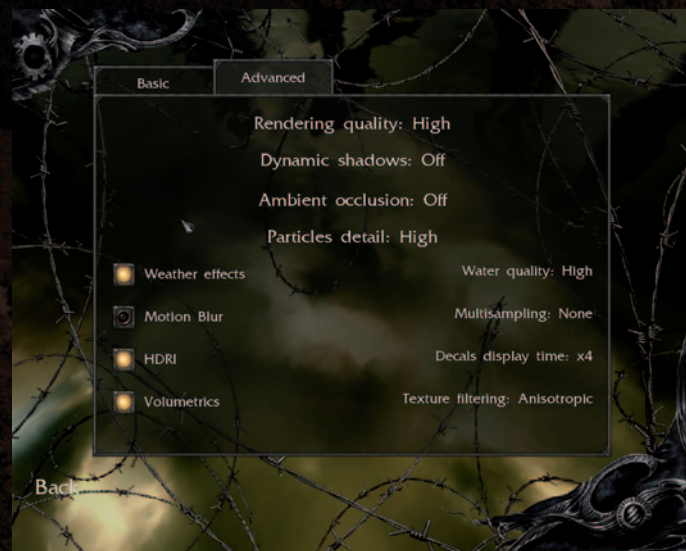 Basic
Advanced
Rendering quality: High
Dynamic shadows: Off
Ambient occlusion: Off
Particles detail: High
Weather effects
Water quality: High
Motion Blur
Multisampling: None
HDRI
Decals display time: x4
Volumetrics
Texture filtering: Anisotropic
Back